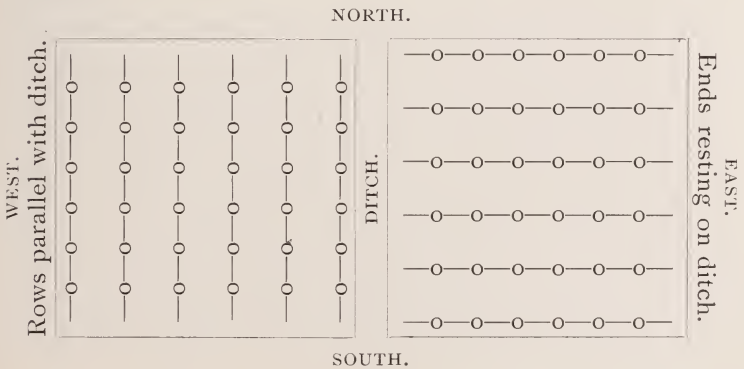 NORTH.
WEST.
Rows parallel with ditch.
DITCH.
Ends resting on ditch.
EAST.
SOUTH.